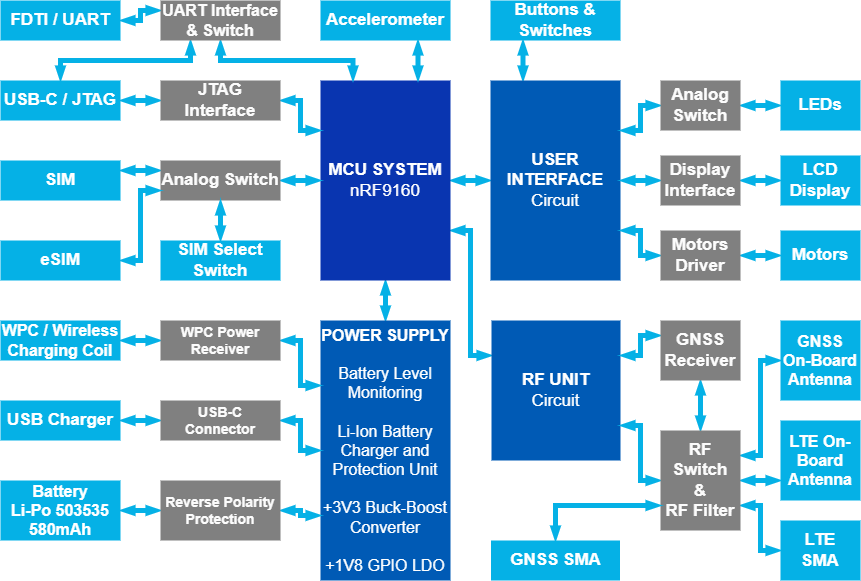 FDTI / UART
UART Interface
& Switch
Accelerometer
Buttons &
Switches
USB-C / JTAG
JTAG
Interface
MCU SYSTEM
nRF9160
USER
INTERFACE
Circuit
Analog
Switch
LEDs
SIM
Analog Switch
Display
Interface
LCD
Display
eSIM
SIM Select
Switch
Motors
Driver
Motors
WPC / Wireless
Charging Coil
WPC Power
Receiver
POWER SUPPLY
Battery Level
Monitoring
Li-Ion Battery
Charger and
Protection Unit
+3V3 Buck-Boost
Converter
+1V8 GPIO LDO
RF UNIT
Circuit
GNSS
Receiver
GNSS
On-Board
Antenna
USB Charger
USB-C
Connector
RF
Switch
&
RF Filter
LTE On-
Board
Antenna
Battery
Li-Po 503535
580mAh
Reverse Polarity
Protection
GNSS SMA
LTE
SMA